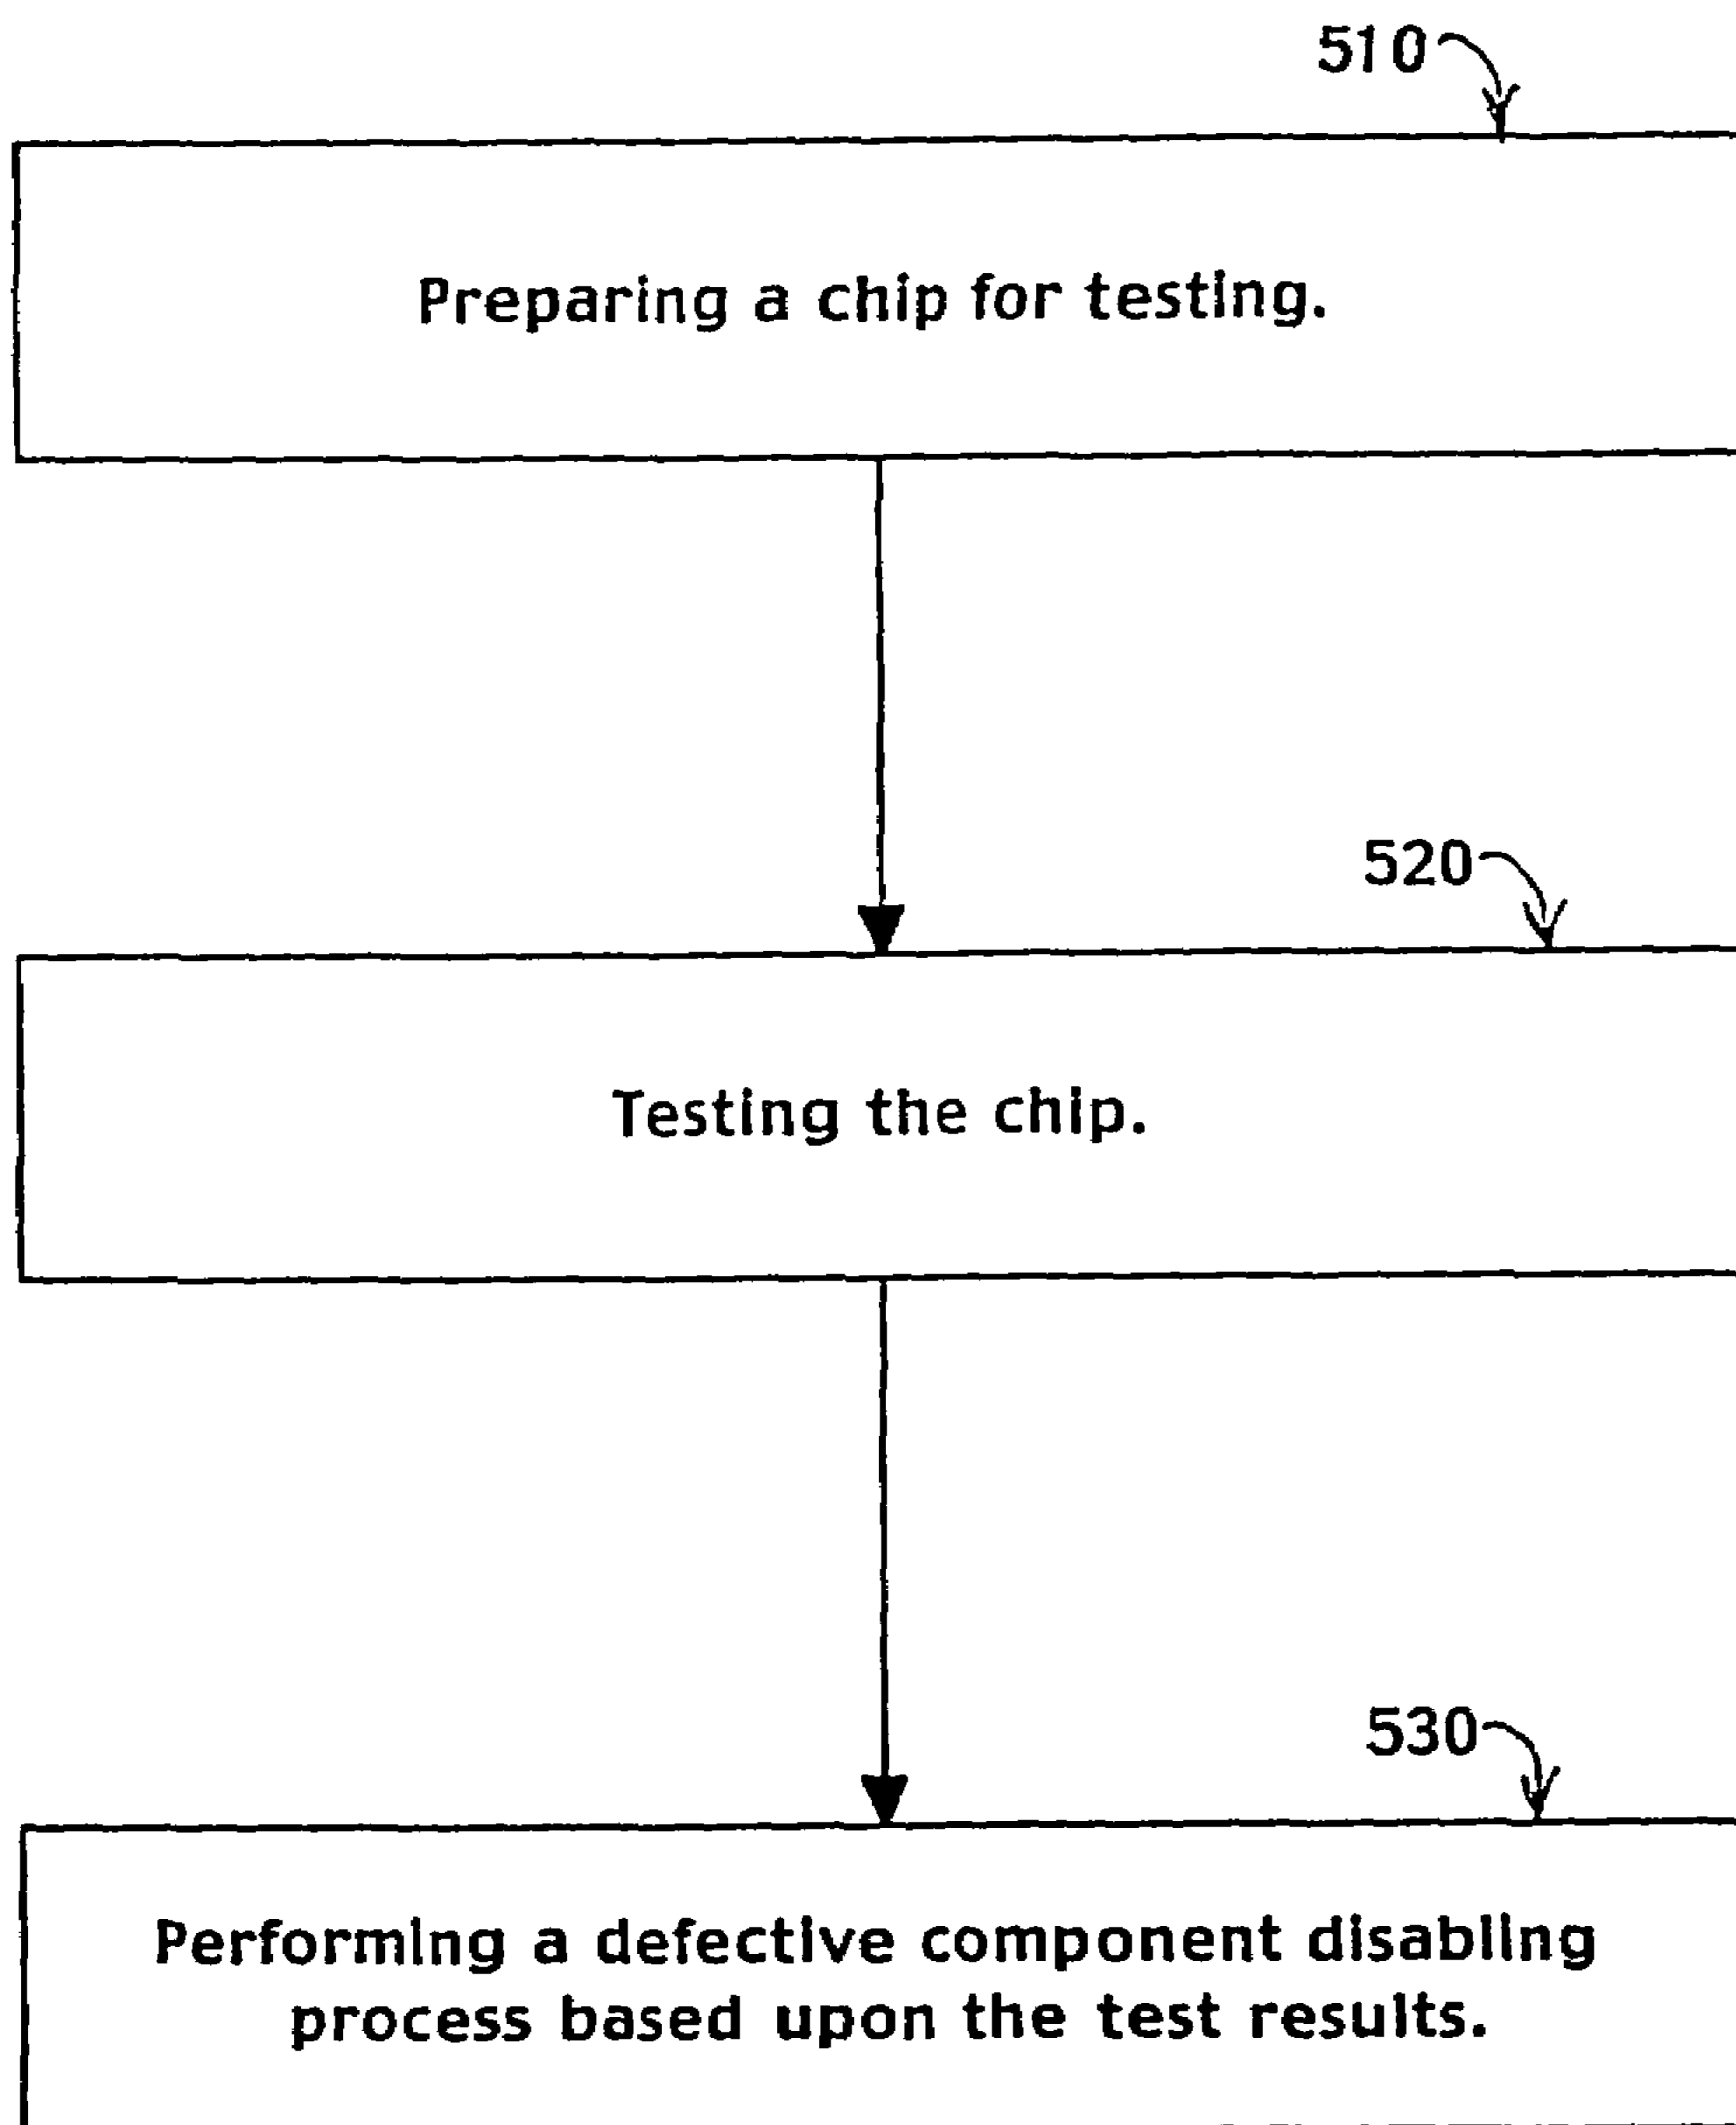 510
Preparing a chip for testing.
520
Testing the chip.
530
Performing a defective component disabling
process based upon the test results.